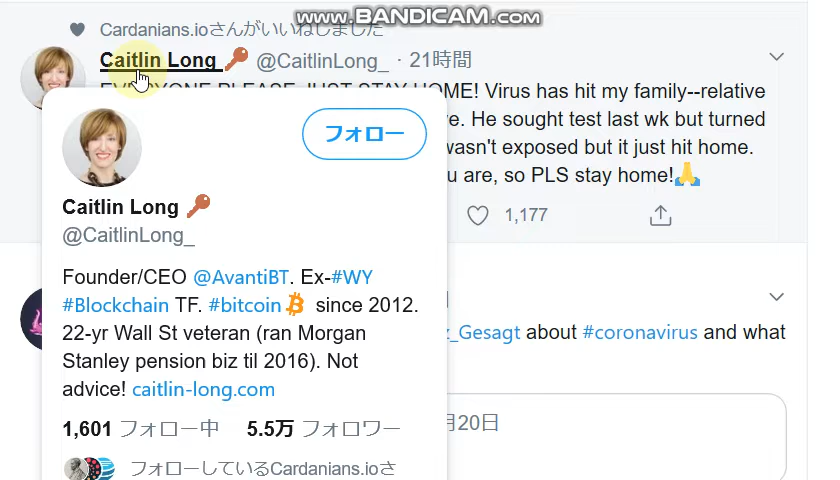 www.BANDICAM.com
Cardanians.ioさんがいいねしました
Caitlin Long @CaitlinLong_ · 21時間
EVERYONE PLEASE JUST STAY HOME! Virus has hit my family--relative
e. He sought test last wk but turned
wasn't exposed but it just hit home.
u are, so PLS stay home!🙏
1,177
フォロー
Caitlin Long
@CaitlinLong_
Founder/CEO @AvantiBT. Ex-#WY
#Blockchain TF. #bitcoin since 2012.
22-yr Wall St veteran (ran Morgan
Stanley pension biz til 2016). Not
advice! caitlin-long.com
1,601 フォロー中 5.5万 フォロワー
フォローしているCardanians.ioさ
z_Gesagt about #coronavirus and what
月20日